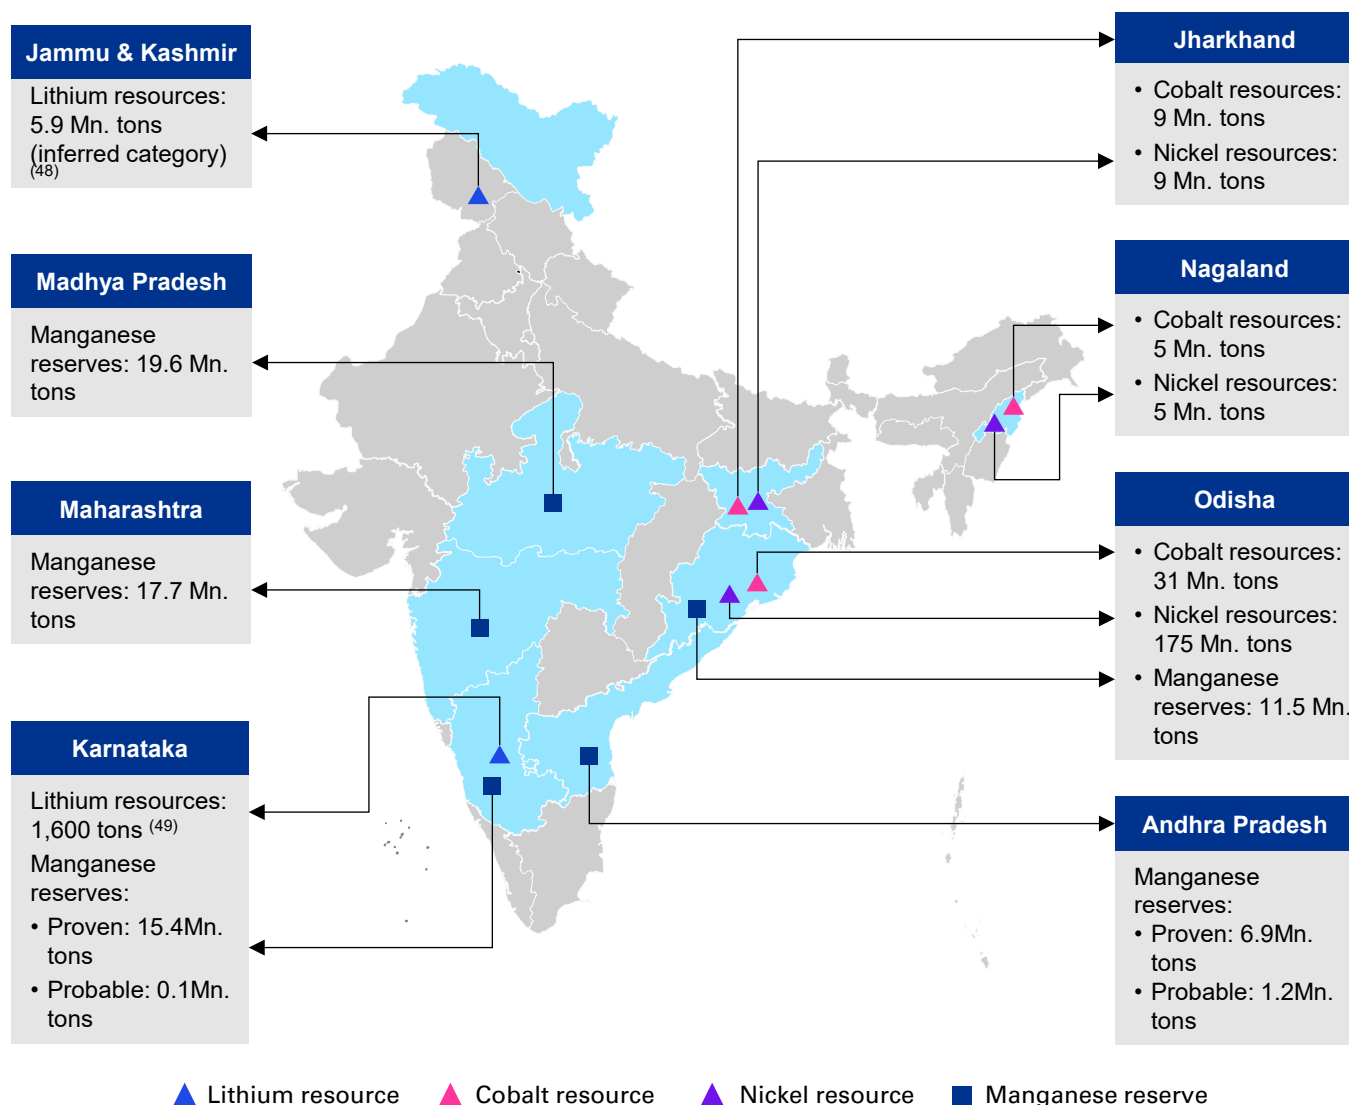 Jammu & Kashmir
Lithium resources:
5.9 Mn. tons
(inferred category)
(48)
Madhya Pradesh
Manganese
reserves: 19.6 Mn.
tons
Maharashtra
Manganese
reserves: 17.7 Mn.
tons
Karnataka
Lithium resources:
1,600 tons (49)
Manganese
reserves:
• Proven: 15.4Mn.
tons
• Probable: 0.1Mn.
tons
Jharkhand
• Cobalt resources:
9 Mn. tons
• Nickel resources:
9 Mn. tons
Nagaland
• Cobalt resources:
5 Mn. tons
• Nickel resources:
5 Mn. tons
Odisha
• Cobalt resources:
31 Mn. tons
• Nickel resources:
175 Mn. tons
• Manganese
reserves: 11.5 Mn.
tons
Andhra Pradesh
Manganese
reserves:
• Proven: 6.9Mn.
tons
• Probable: 1.2Mn.
tons
Lithium resource Cobalt resource Nickel resource Manganese reserve